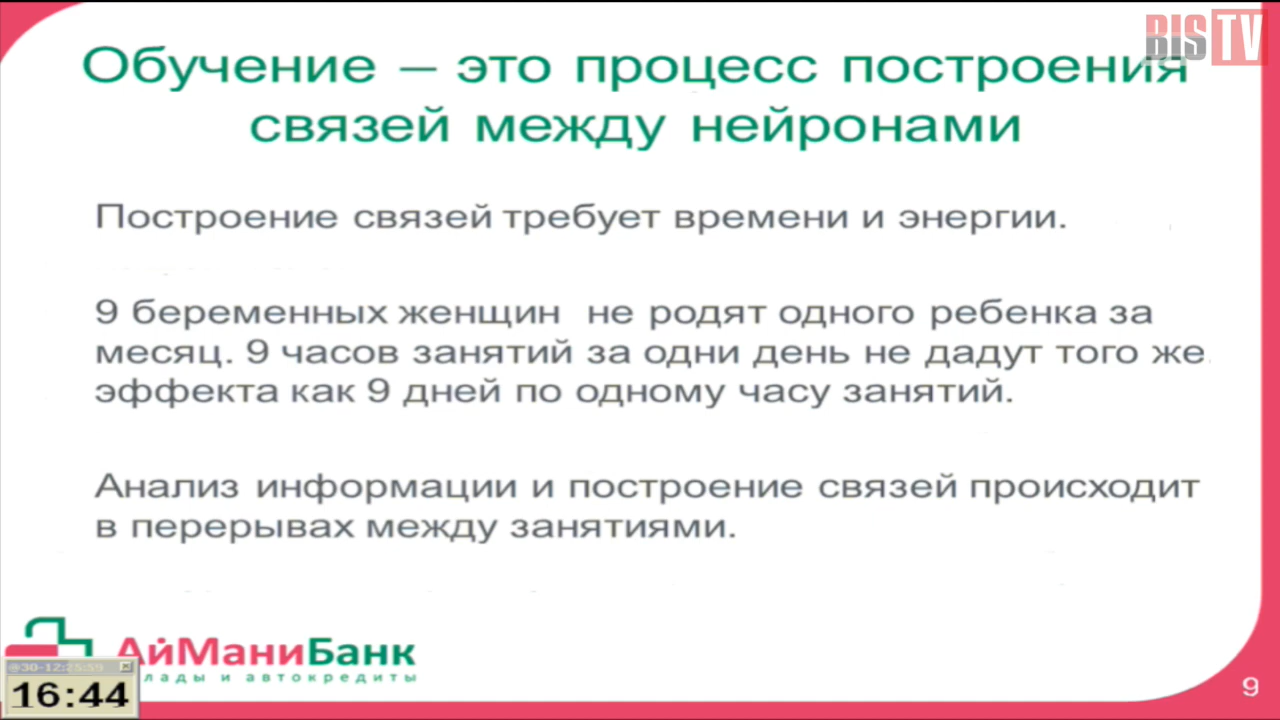 BIS TV
Обучение – это процесс построения
связей между нейронами
Построение связей требует времени и энергии.
9 беременных женщин не родят одного ребенка за
месяц. 9 часов занятий за одни день не дадут того же
эффекта как 9 дней по одному часу занятий.
Анализ информации и построение связей происходит
в перерывах между занятиями.
АйМаниБанк
и автокредиты
16:44
9